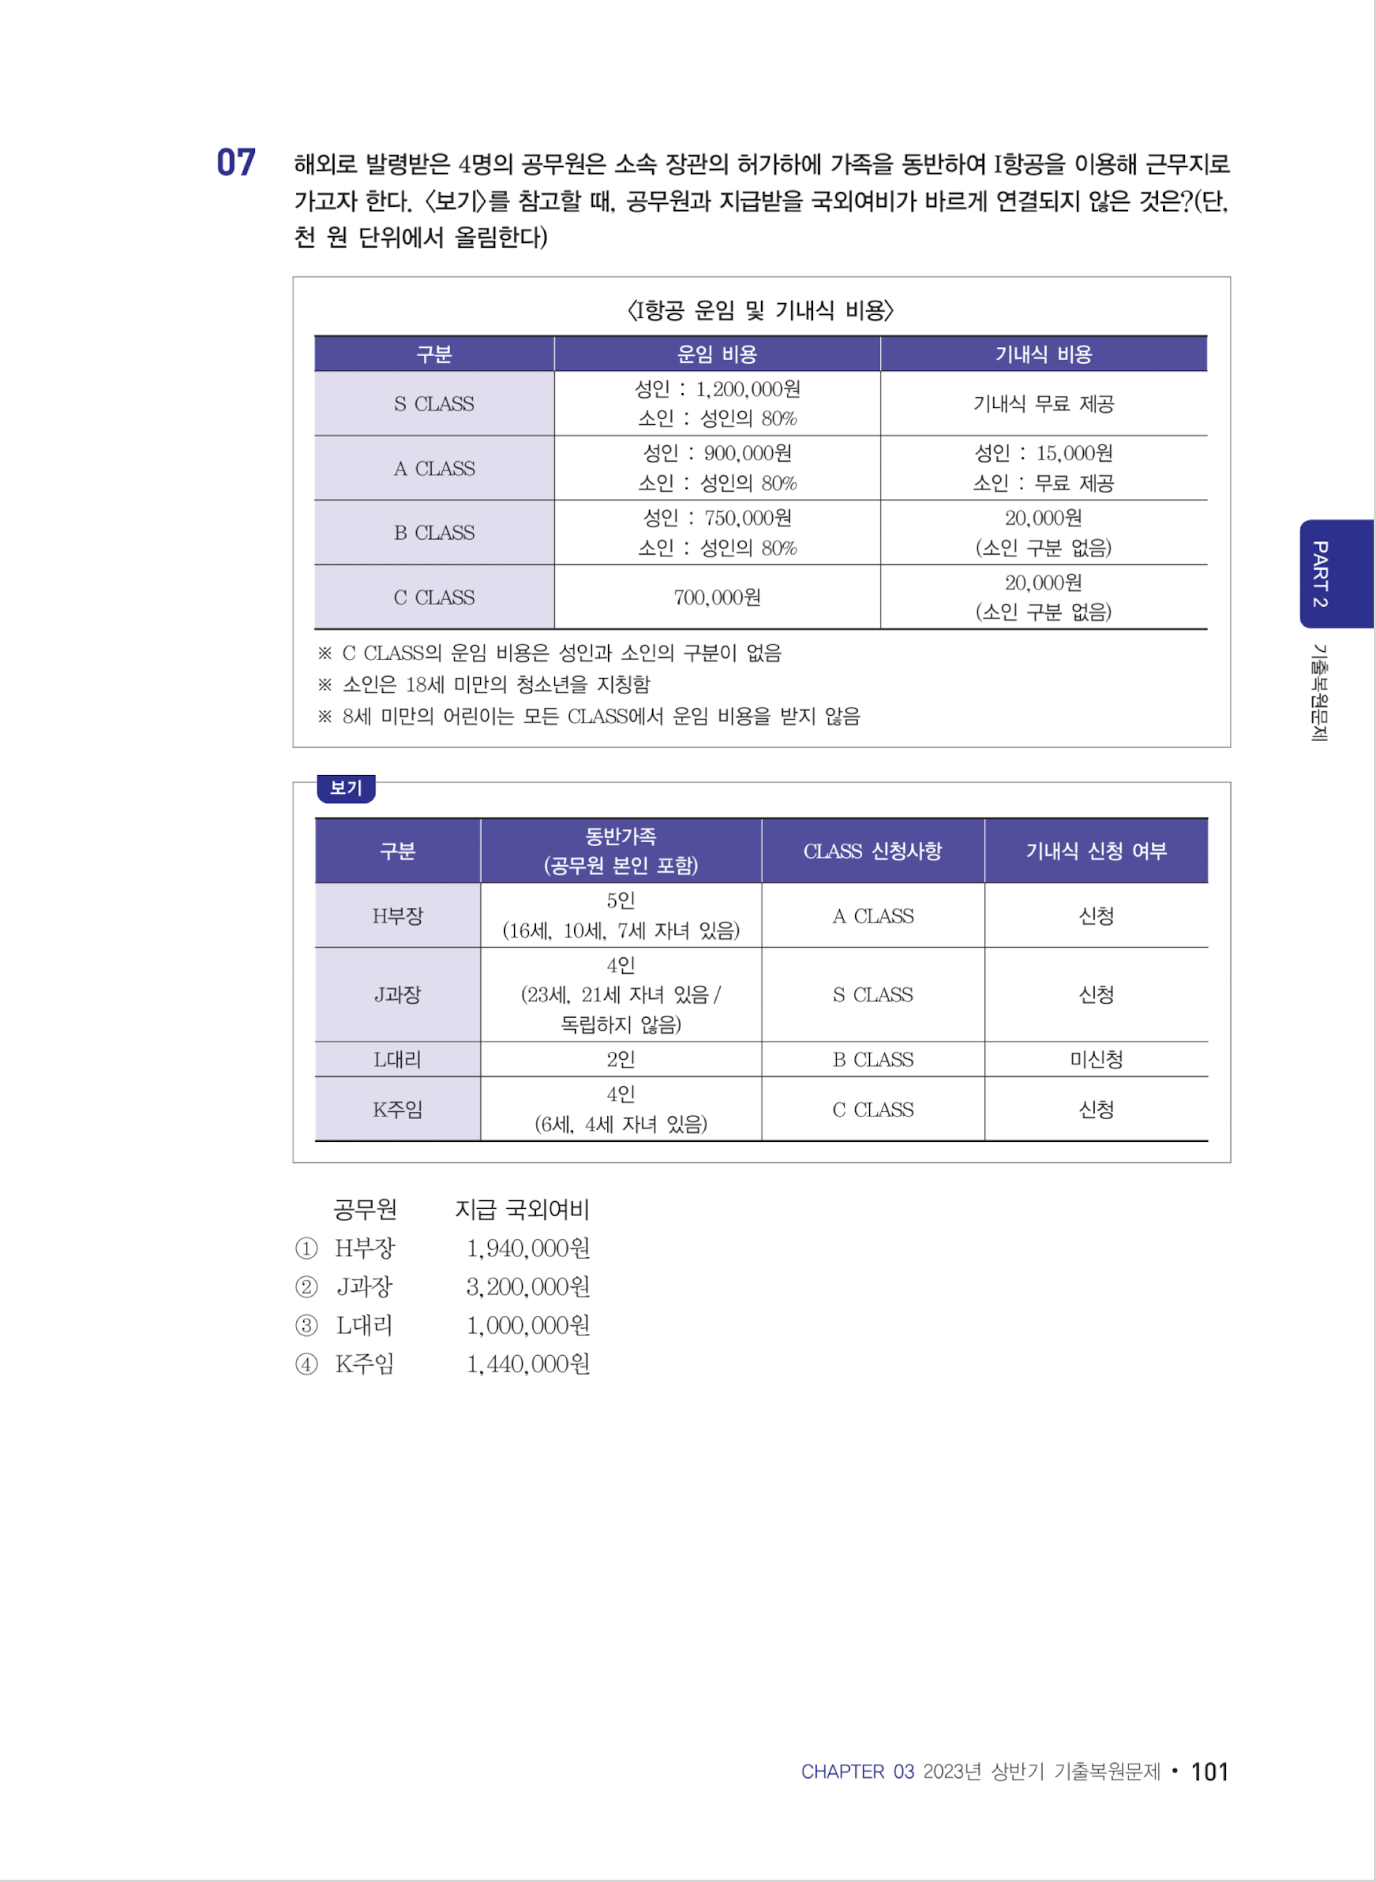 07 해외로 발령받은 4명의 공무원은 소속 장관의 허가하에 가족을 동반하여 I항공을 이용해 근무지로
가고자 한다. 〈보기〉를 참고할 때, 공무원과 지급받을 국외여비가 바르게 연결되지 않은 것은?(단,
천 원 단위에서 올림한다)
〈I항공 운임 및 기내식 비용〉
구분 운임 비용 기내식 비용
S CLASS 성인 : 1,200,000원 기내식 무료 제공
소인 : 성인의 80%
A CLASS 성인 : 900,000원 성인 : 15,000원
소인 : 성인의 80% 소인 : 무료 제공
B CLASS 성인 : 750,000원 20,000원
소인 : 성인의 80% (소인 구분 없음)
C CLASS 700,000원 20,000원
(소인 구분 없음)
※ C CLASS의 운임 비용은 성인과 소인의 구분이 없음
※ 소인은 18세 미만의 청소년을 지칭함
※ 8세 미만의 어린이는 모든 CLASS에서 운임 비용을 받지 않음
보기
구분 동반가족 CLASS 신청사항 기내식 신청 여부
(공무원 본인 포함)
H부장 5인 A CLASS 신청
(16세, 10세, 7세 자녀 있음)
J과장 4인 S CLASS 신청
(23세, 21세 자녀 있음 /
독립하지 않음)
L대리 2인 B CLASS 미신청
K주임 4인 C CLASS 신청
(6세, 4세 자녀 있음)
공무원 지급 국외여비
① H부장 1,940,000원
② J과장 3,200,000원
③ L대리 1,000,000원
④ K주임 1,440,000원
PART 2
기출복원문제
CHAPTER 03 2023년 상반기 기출복원문제 • 101